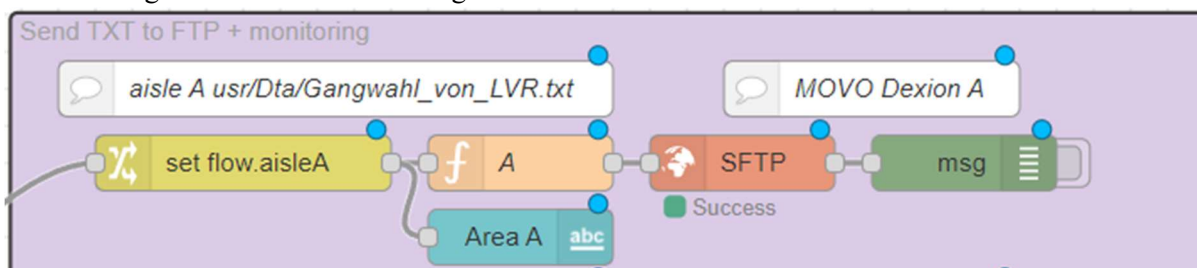 Send TXT to FTP + monitoring
aisle A usr/Dta/Gangwahl_von_LVR.txt
MOVO Dexion A
set flow.aisleA
f A
SFTP
msg
Success
Area A abc